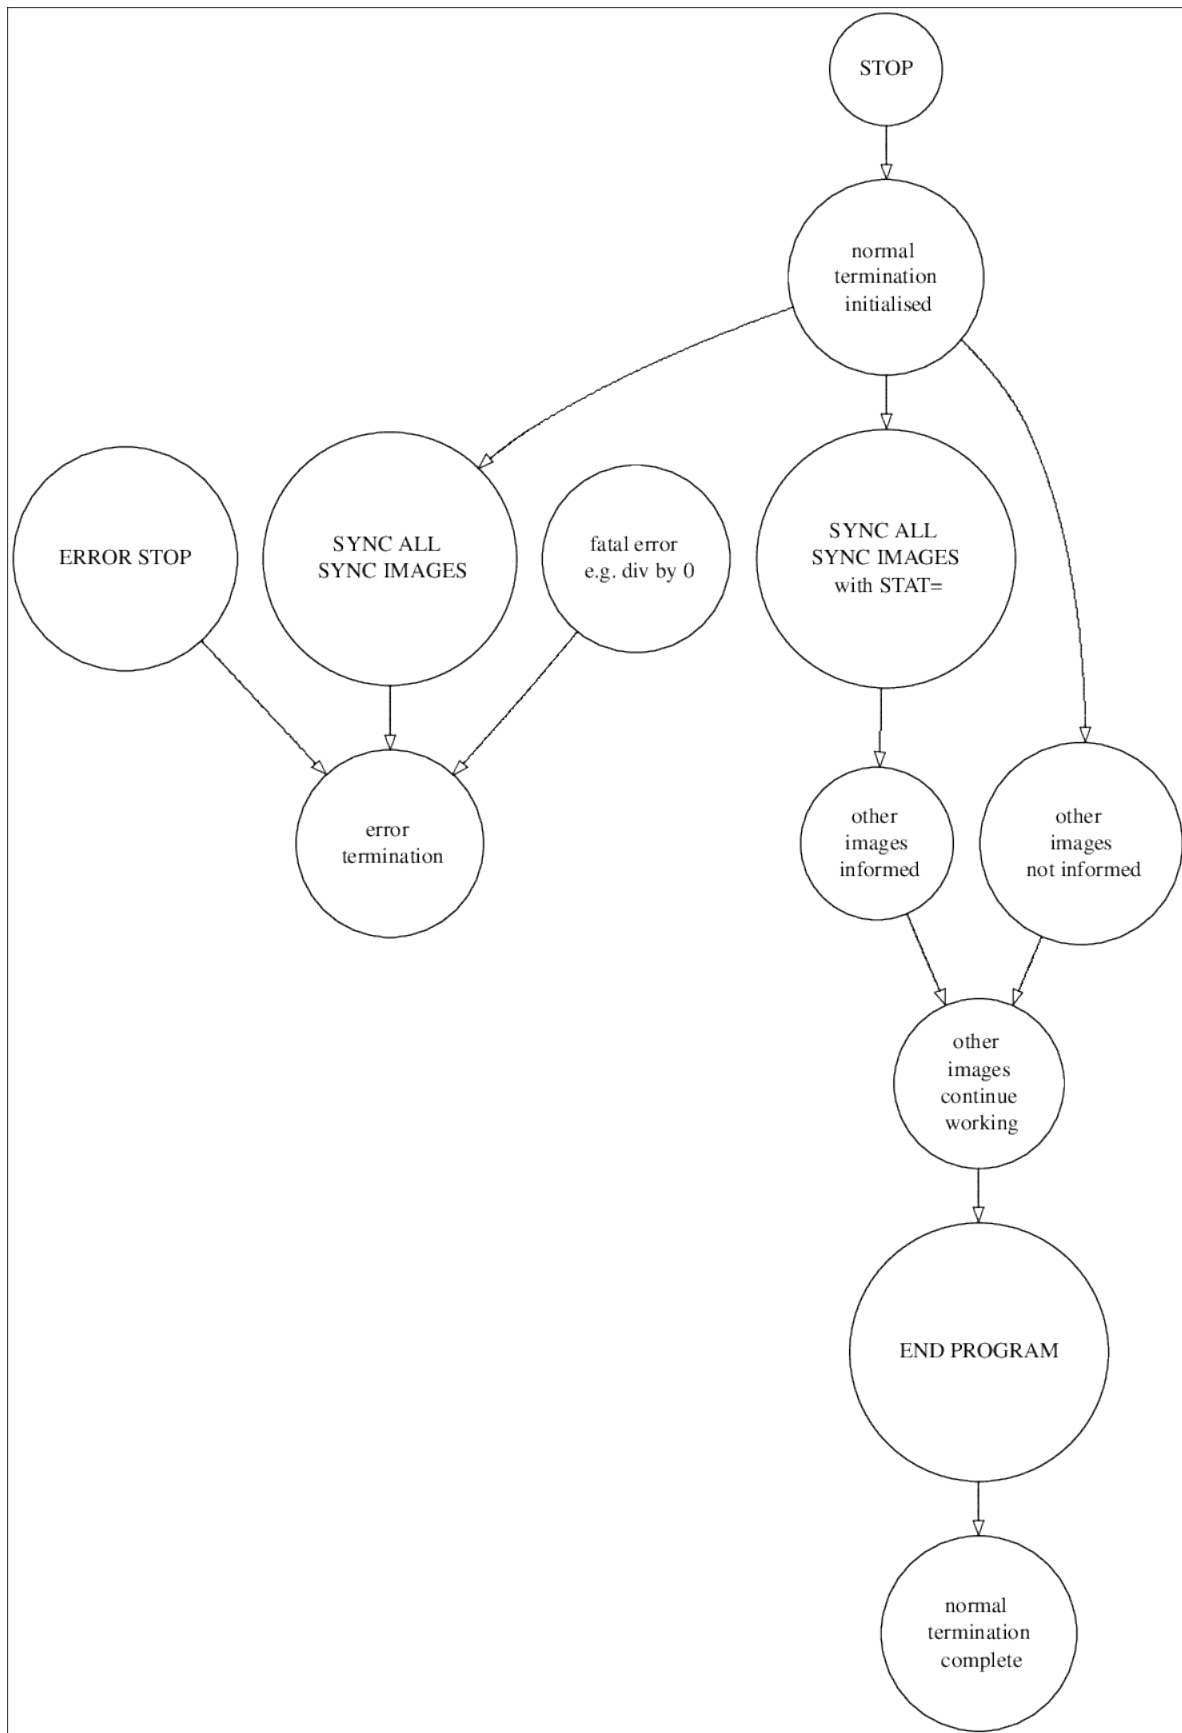 STOP
normal
termination
initialised
ERROR STOP
SYNC ALL
SYNC IMAGES
fatal error
e.g. div by 0
SYNC ALL
SYNC IMAGES
with STAT=
error
termination
other
images
informed
other
images
not informed
other
images
continue
working
END PROGRAM
normal
termination
complete